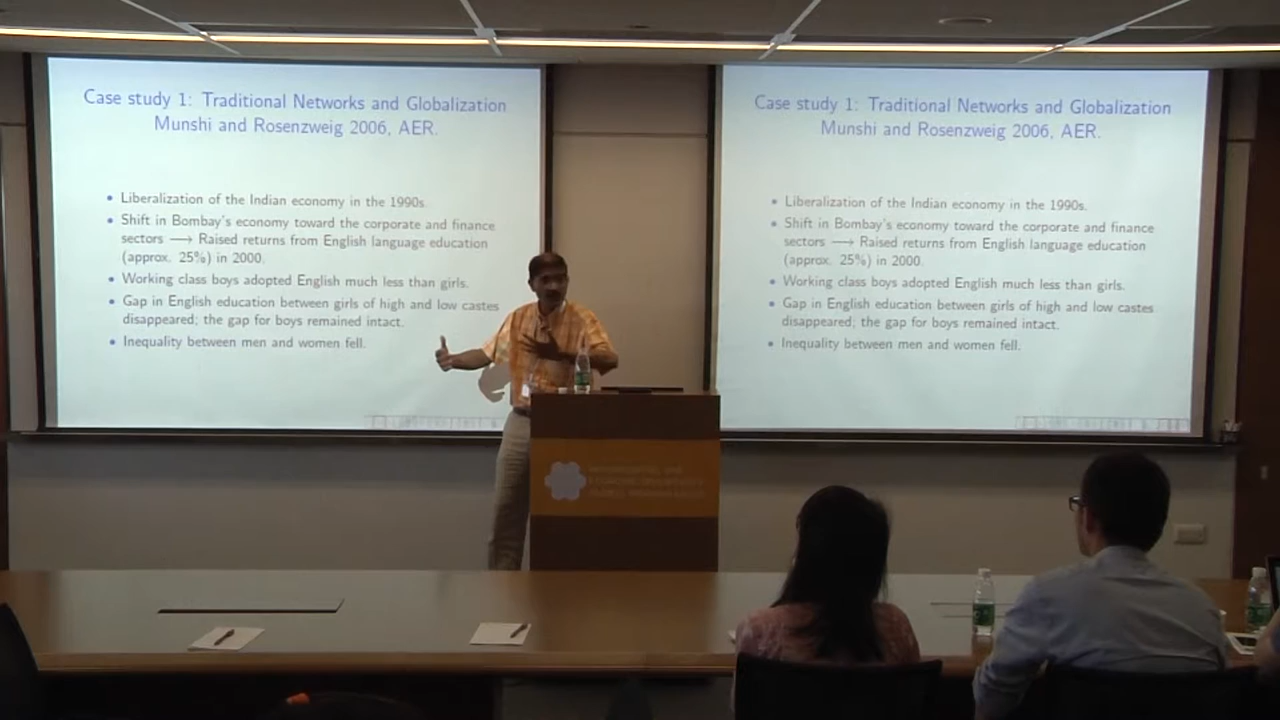 Case study 1: Traditional Networks and Globalization
Munshi and Rosenzweig 2006, AER.
• Liberalization of the Indian economy in the 1990s.
• Shift in Bombay's economy toward the corporate and finance
sectors ⟶ Raised returns from English language education
(approx. 25%) in 2000.
• Working class boys adopted English much less than girls.
• Gap in English education between girls of high and low castes
disappeared; the gap for boys remained intact.
• Inequality between men and women fell.
Case study 1: Traditional Networks and Globalization
Munshi and Rosenzweig 2006, AER.
• Liberalization of the Indian economy in the 1990s.
• Shift in Bombay's economy toward the corporate and finance
sectors ⟶ Raised returns from English language education
(approx. 25%) in 2000.
• Working class boys adopted English much less than girls.
• Gap in English education between girls of high and low castes
disappeared; the gap for boys remained intact.
• Inequality between men and women fell.